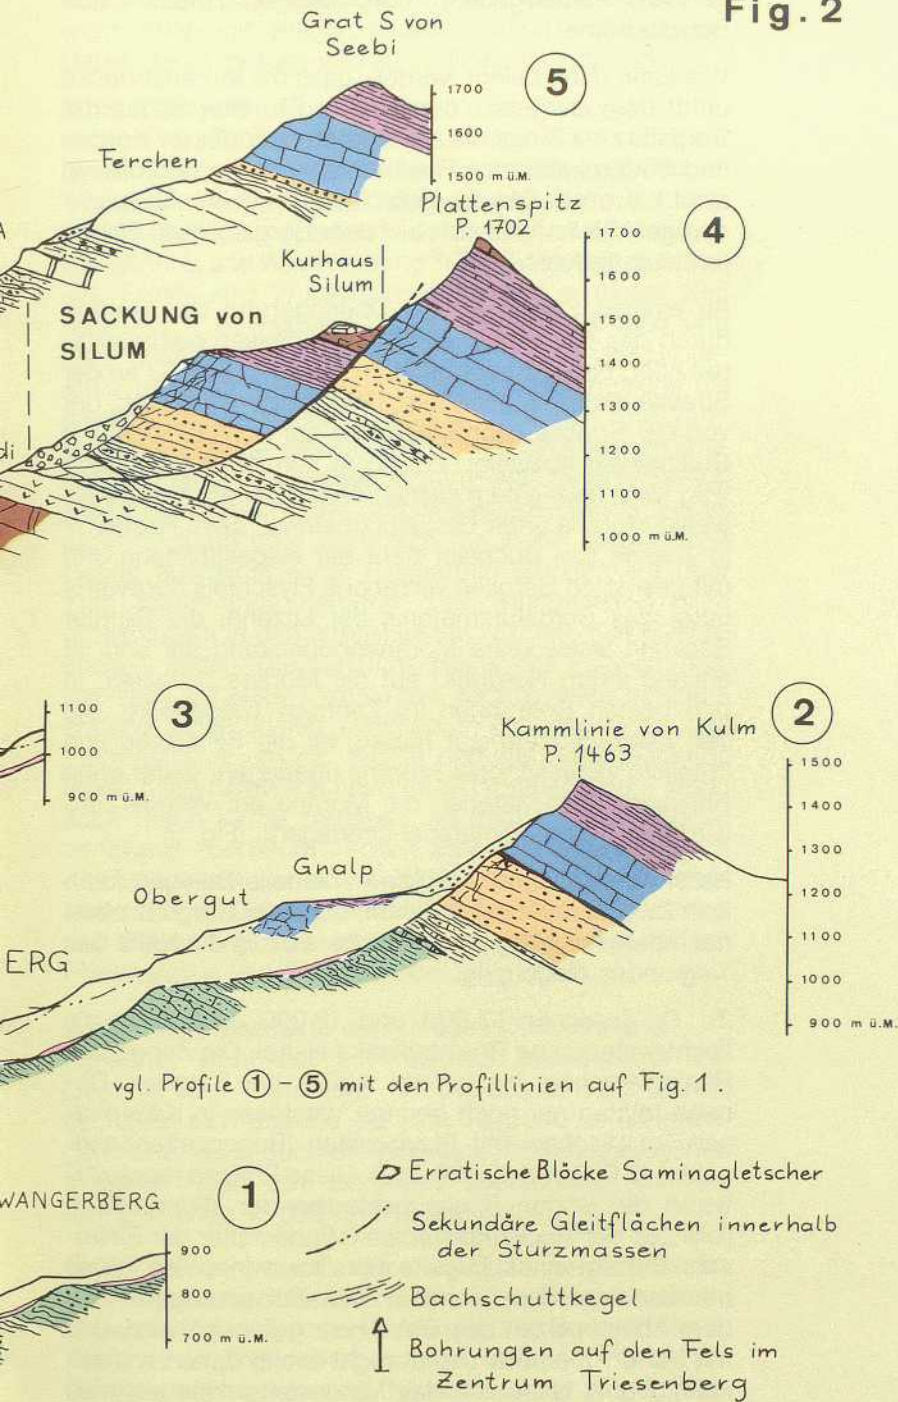 Fig. 2
Grat S von
Seebi
5
1700
1600
1500 m ü.M.
Ferchen
Plattenspitz
P. 1702
4
1700
1600
1500
1400
1300
1200
1100
1000 m ü.M.
Kurhaus
Silum
SACKUNG von
SILUM
di
3
1100
1000
900 m ü.M.
2
Kammlinie von Kulm
P. 1463
1500
1400
1300
1200
1100
1000
900 m ü.M.
Gnalp
Obergut
ERG
vgl. Profile ① – ⑤ mit den Profillinien auf Fig. 1 .
1
WANGERBERG
900
800
700 m ü.M.
Erratische Blöcke Saminagletscher
Sekundäre Gleitflächen innerhalb
der Sturzmassen
Bachschuttkegel
Bohrungen auf den Fels im
Zentrum Triesenberg